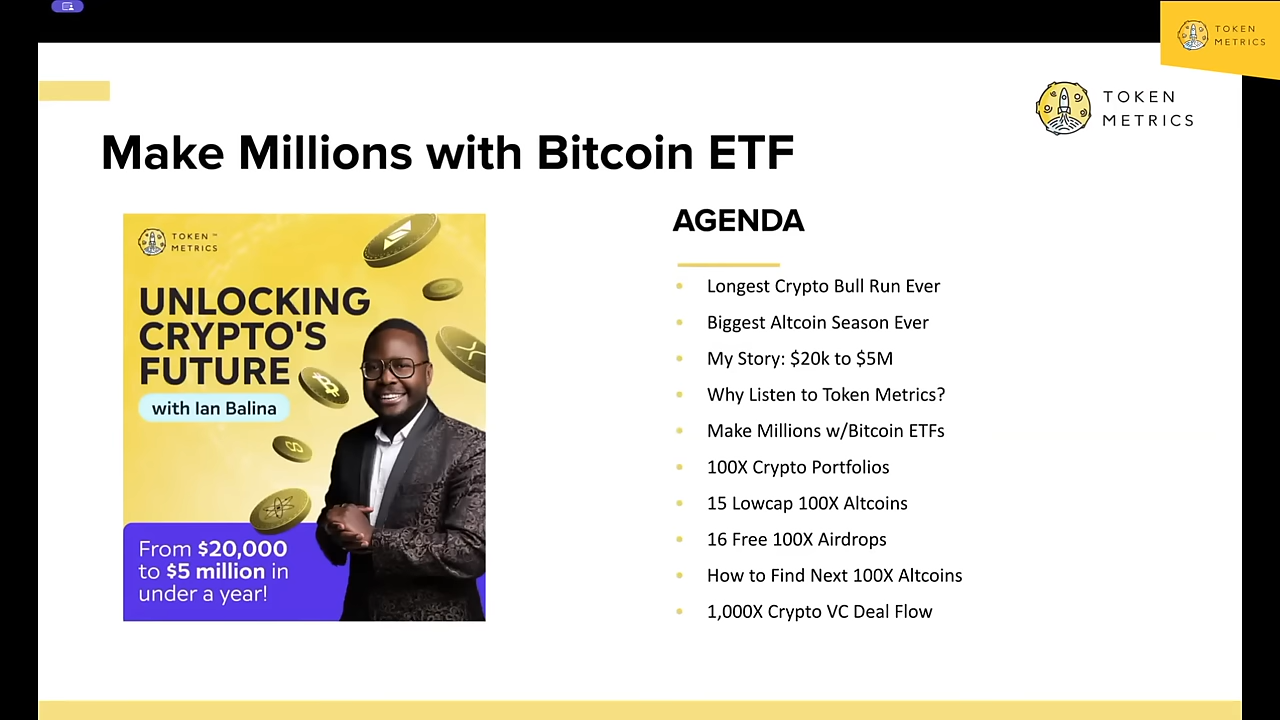 TOKEN
METRICS
TOKEN
METRICS
Make Millions with Bitcoin ETF
TOKEN ™
METRICS
UNLOCKING
CRYPTO'S
FUTURE
with Ian Balina
From $20,000
to $5 million in
under a year!
AGENDA
Longest Crypto Bull Run Ever
Biggest Altcoin Season Ever
My Story: $20k to $5M
Why Listen to Token Metrics?
Make Millions w/Bitcoin ETFs
100X Crypto Portfolios
15 Lowcap 100X Altcoins
16 Free 100X Airdrops
How to Find Next 100X Altcoins
1,000X Crypto VC Deal Flow